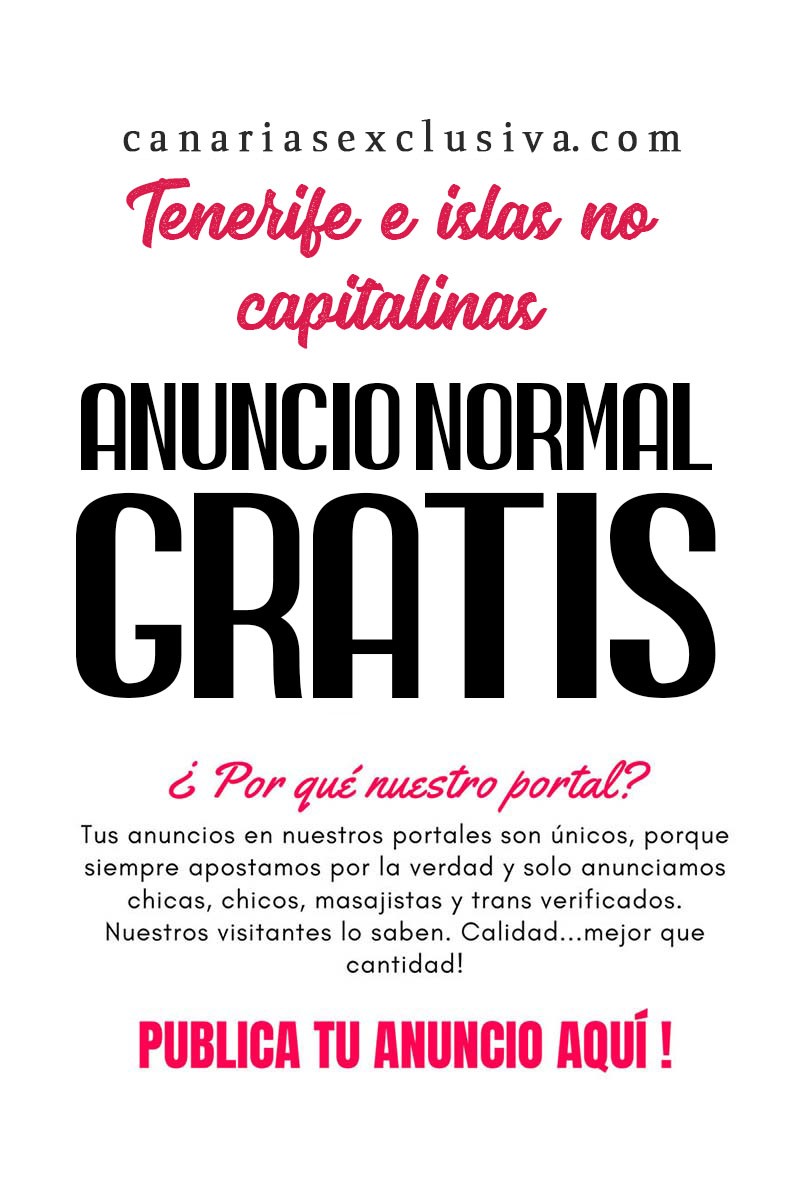 canariasexclusiva.com
Tenerife e islas no
capitalinas
ANUNCIO NORMAL
GRATIS
¿ Por qué nuestro portal?
Tus anuncios en nuestros portales son únicos, porque
siempre apostamos por la verdad y solo anunciamos
chicas, chicos, masajistas y trans verificados.
Nuestros visitantes lo saben. Calidad...mejor que
cantidad!
PUBLICA TU ANUNCIO AQUÍ !